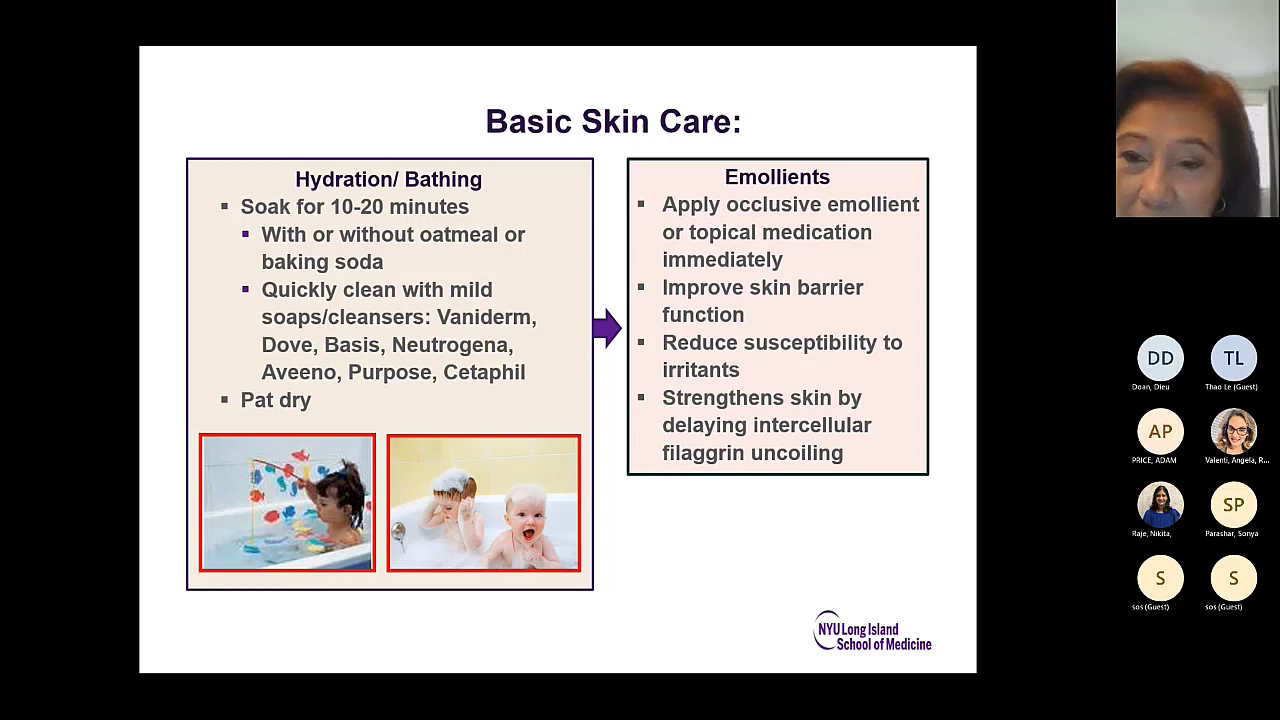 Basic Skin Care:
Hydration/ Bathing
▪ Soak for 10-20 minutes
▪ With or without oatmeal or
baking soda
▪ Quickly clean with mild
soaps/cleansers: Vaniderm,
Dove, Basis, Neutrogena,
Aveeno, Purpose, Cetaphil
▪ Pat dry
Emollients
▪ Apply occlusive emollient
or topical medication
immediately
▪ Improve skin barrier
function
▪ Reduce susceptibility to
irritants
▪ Strengthens skin by
delaying intercellular
filaggrin uncoiling
NYU Long Island
School of Medicine
DD
TL
Doan, Dieu
Thao Le (Guest)
AP
PRICE, ADAM
Valenti, Angela, R...
SP
Raje, Nikita,
Parashar, Sonya
S
S
sos (Guest)
sos (Guest)